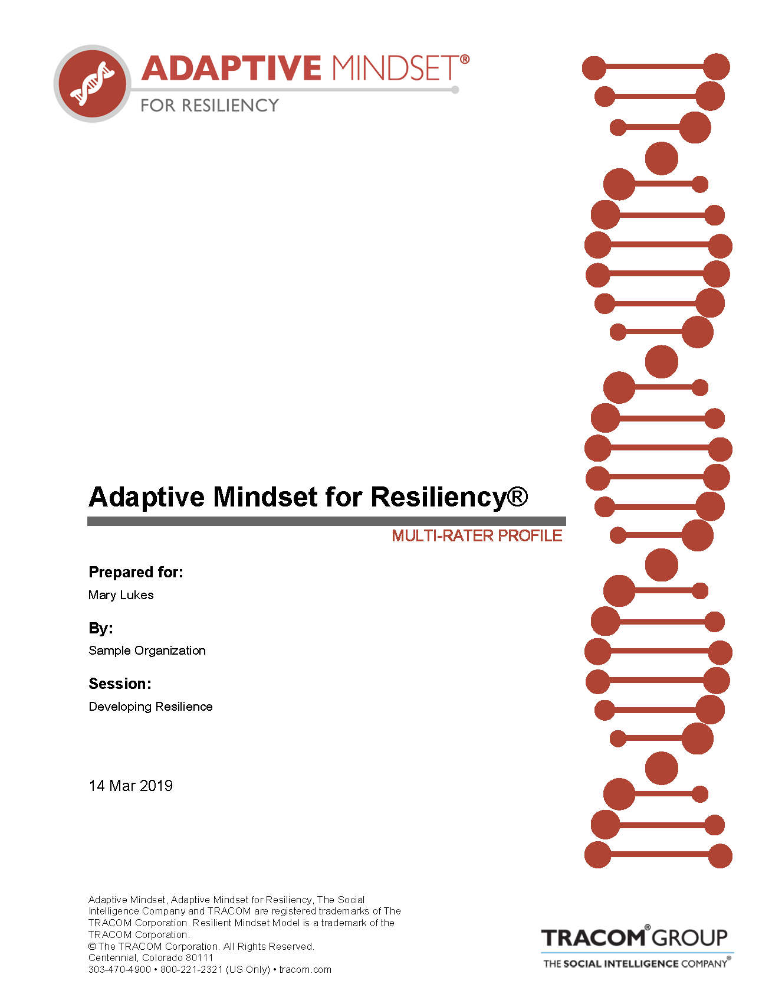 ADAPTIVE MINDSET®
FOR RESILIENCY
Adaptive Mindset for Resiliency®
MULTI-RATER PROFILE
Prepared for:
Mary Lukes
By:
Sample Organization
Session:
Developing Resilience
14 Mar 2019
Adaptive Mindset, Adaptive Mindset for Resiliency, The Social
Intelligence Company and TRACOM are registered trademarks of The
TRACOM Corporation. Resilient Mindset Model is a trademark of the
TRACOM Corporation.
© The TRACOM Corporation. All Rights Reserved.
Centennial, Colorado 80111
303-470-4900 • 800-221-2321 (US Only) • tracom.com
TRACOM® GROUP
THE SOCIAL INTELLIGENCE COMPANY®